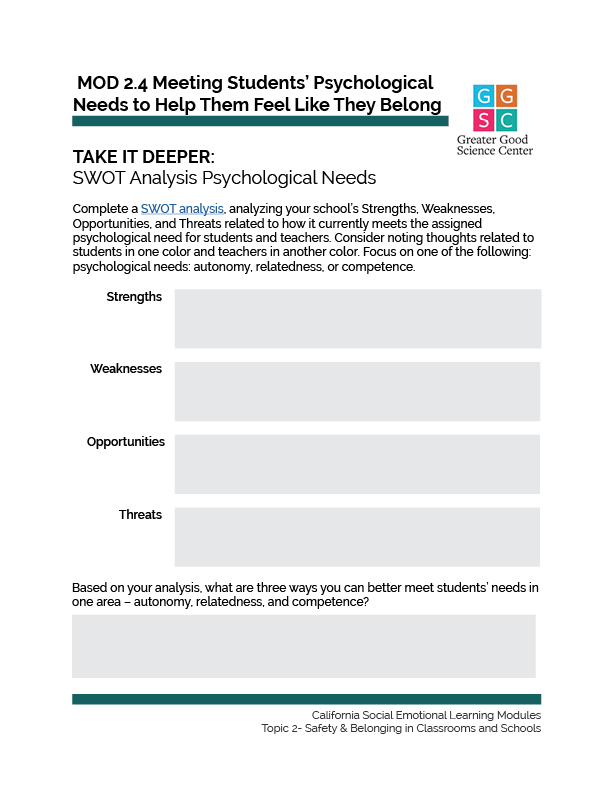 MOD 2.4 Meeting Students’ Psychological
Needs to Help Them Feel Like They Belong
G G
S C
Greater Good
Science Center
TAKE IT DEEPER:
SWOT Analysis Psychological Needs
Complete a SWOT analysis, analyzing your school’s Strengths, Weaknesses,
Opportunities, and Threats related to how it currently meets the assigned
psychological need for students and teachers. Consider noting thoughts related to
students in one color and teachers in another color. Focus on one of the following:
psychological needs: autonomy, relatedness, or competence.
Strengths
Weaknesses
Opportunities
Threats
Based on your analysis, what are three ways you can better meet students’ needs in
one area – autonomy, relatedness, and competence?
California Social Emotional Learning Modules
Topic 2- Safety & Belonging in Classrooms and Schools